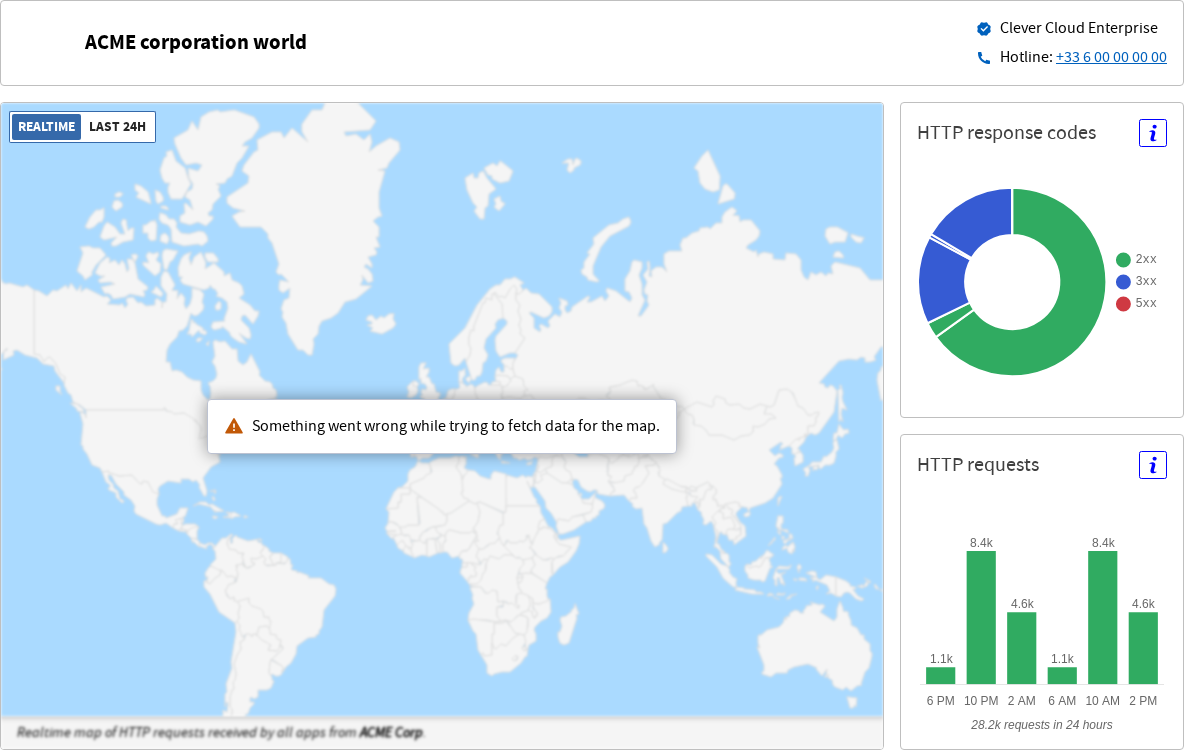 ACME corporation world
Clever Cloud Enterprise
Hotline: +33 6 00 00 00 00
REALTIME LAST 24H
Something went wrong while trying to fetch data for the map.
Realtime map of HTTP requests received by all apps from ACME Corp.
HTTP response codes
i
2xx
3xx
5xx
HTTP requests
i
8.4k 8.4k
4.6k 4.6k
1.1k 1.1k
6 PM 10 PM 2 AM 6 AM 10 AM 2 PM
28.2k requests in 24 hours